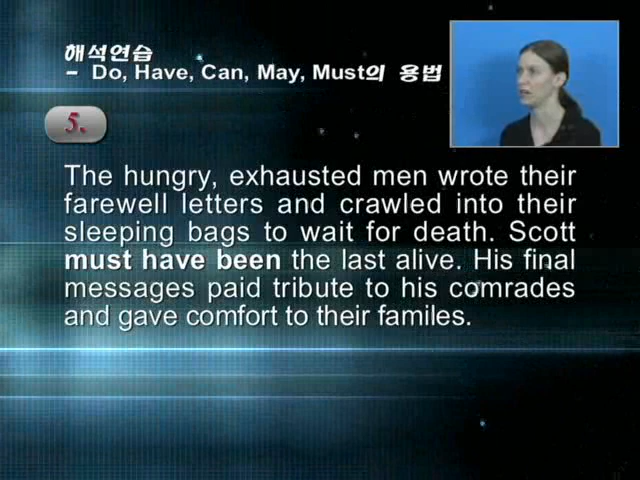 해석연습
- Do, Have, Can, May, Must의 용법
5.
The hungry, exhausted men wrote their
farewell letters and crawled into their
sleeping bags to wait for death. Scott
must have been the last alive. His final
messages paid tribute to his comrades
and gave comfort to their familes.